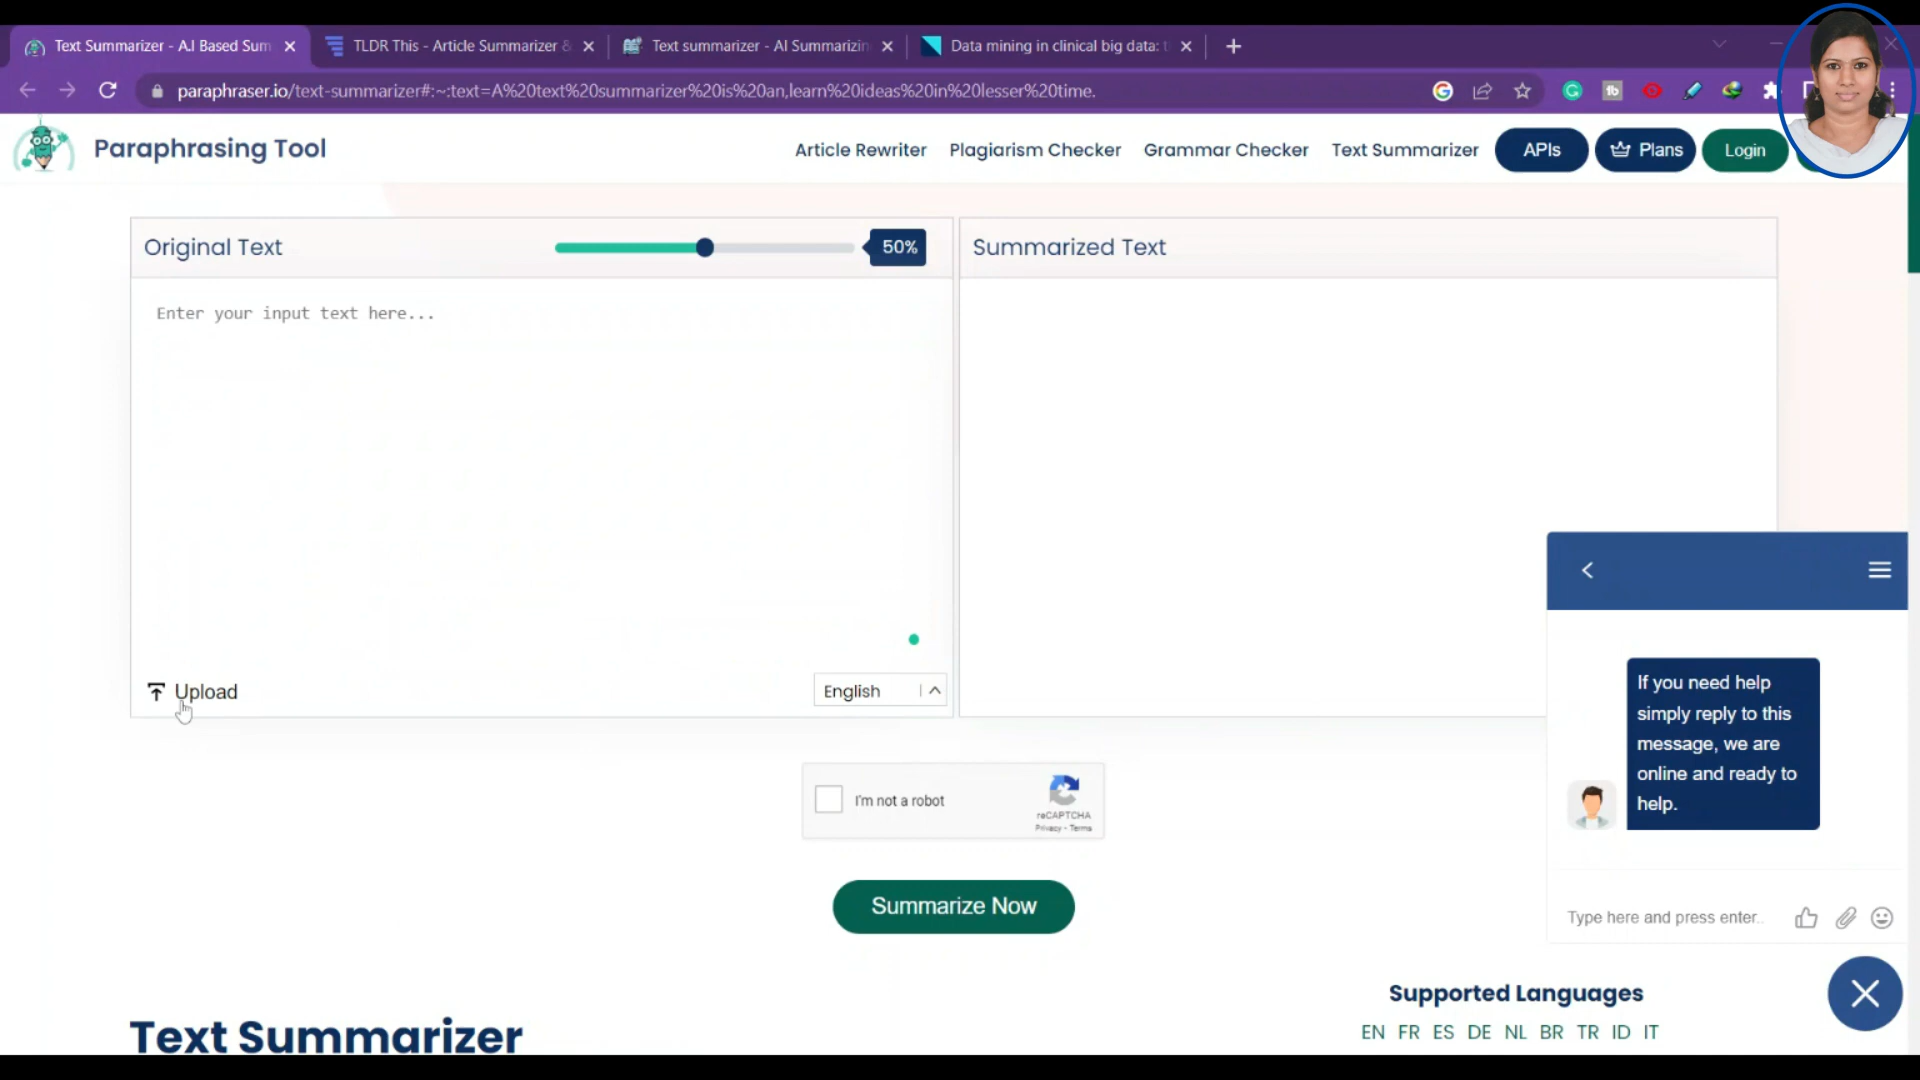 Text Summarizer - A.I Based Sum
TLDR This - Article Summarizer &
Text summarizer - AI Summarizin
Data mining in clinical big data: t
paraphraser.io/text-summarizer#:~:text=A%20text%20summarizer%20is%20an,learn%20ideas%20in%20lesser%20time.
Paraphrasing Tool
Article Rewriter
Plagiarism Checker
Grammar Checker
Text Summarizer
APIs
Plans
Login
Original Text
50%
Summarized Text
Enter your input text here...
Upload
English
I'm not a robot
reCAPTCHA
Privacy - Terms
Summarize Now
If you need help
simply reply to this
message, we are
online and ready to
help.
Type here and press enter..
Text Summarizer
Supported Languages
EN FR ES DE NL BR TR ID IT